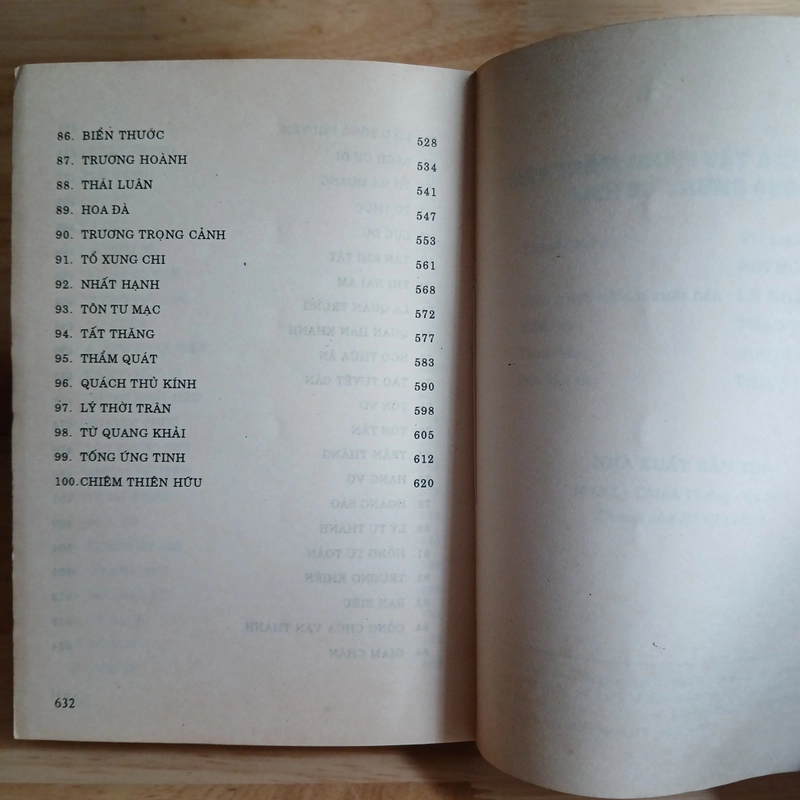 86. BIỂN THƯỚC 528
87. TRƯƠNG HOÀNH 534
88. THÁI LUÂN 541
89. HOA ĐÀ 547
90. TRƯƠNG TRỌNG CẢNH 553
91. TỔ XUNG CHI 561
92. NHẤT HẠNH 568
93. TÔN TƯ MẠC 572
94. TẤT THĂNG 577
95. THẨM QUÁT 583
96. QUÁCH THỦ KÍNH 590
97. LÝ THỜI TRÂN 598
98. TỪ QUANG KHẢI 605
99. TỐNG ỨNG TINH 612
100. CHIÊM THIÊN HỮU 620
632